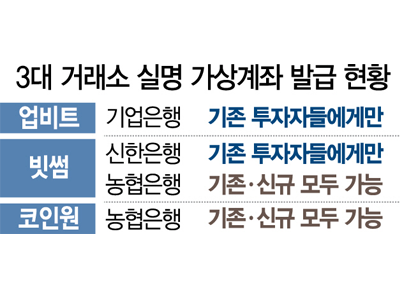 3대 거래소 실명 가상계좌 발급 현황
업비트 기업은행 기존 투자자들에게만
빗썸 신한은행 기존 투자자들에게만
농협은행 기존·신규 모두 가능
코인원 농협은행 기존·신규 모두 가능